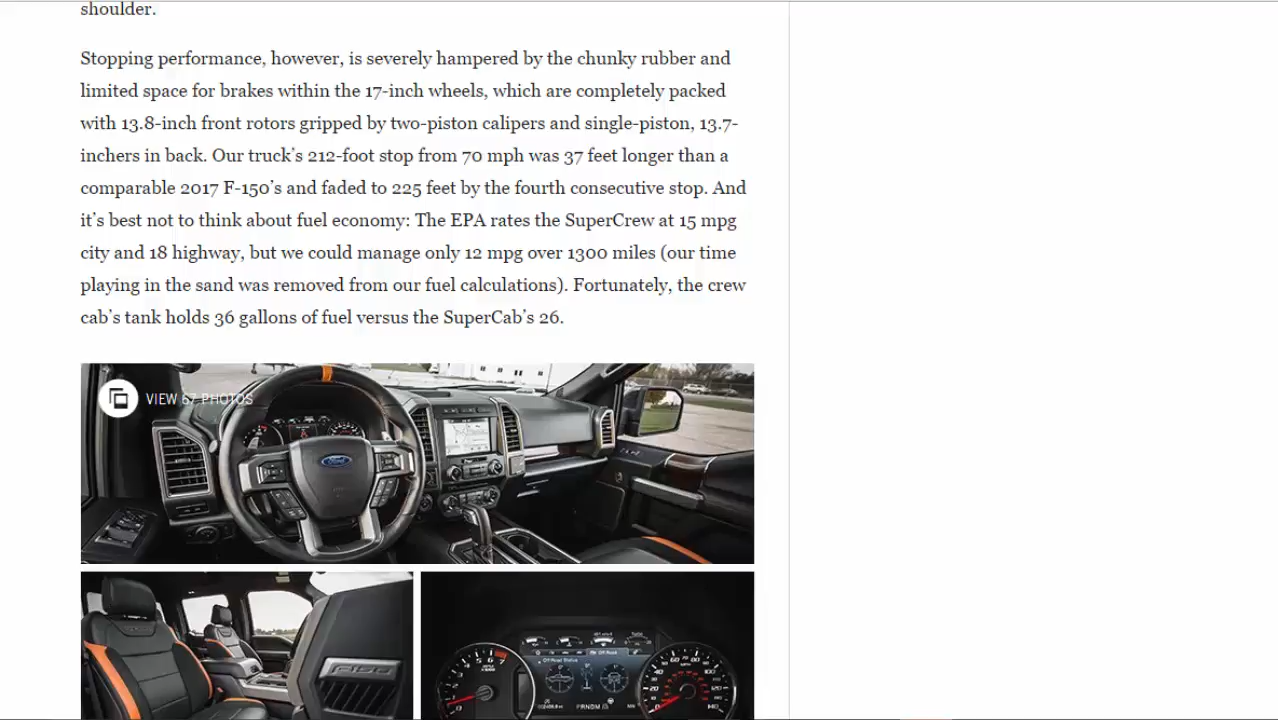 shoulder.
Stopping performance, however, is severely hampered by the chunky rubber and
limited space for brakes within the 17-inch wheels, which are completely packed
with 13.8-inch front rotors gripped by two-piston calipers and single-piston, 13.7-
inchers in back. Our truck’s 212-foot stop from 70 mph was 37 feet longer than a
comparable 2017 F-150’s and faded to 225 feet by the fourth consecutive stop. And
it’s best not to think about fuel economy: The EPA rates the SuperCrew at 15 mpg
city and 18 highway, but we could manage only 12 mpg over 1300 miles (our time
playing in the sand was removed from our fuel calculations). Fortunately, the crew
cab’s tank holds 36 gallons of fuel versus the SuperCab’s 26.
VIEW 67 PHOTOS
Ford
F150
Off Road Status
PRNDM